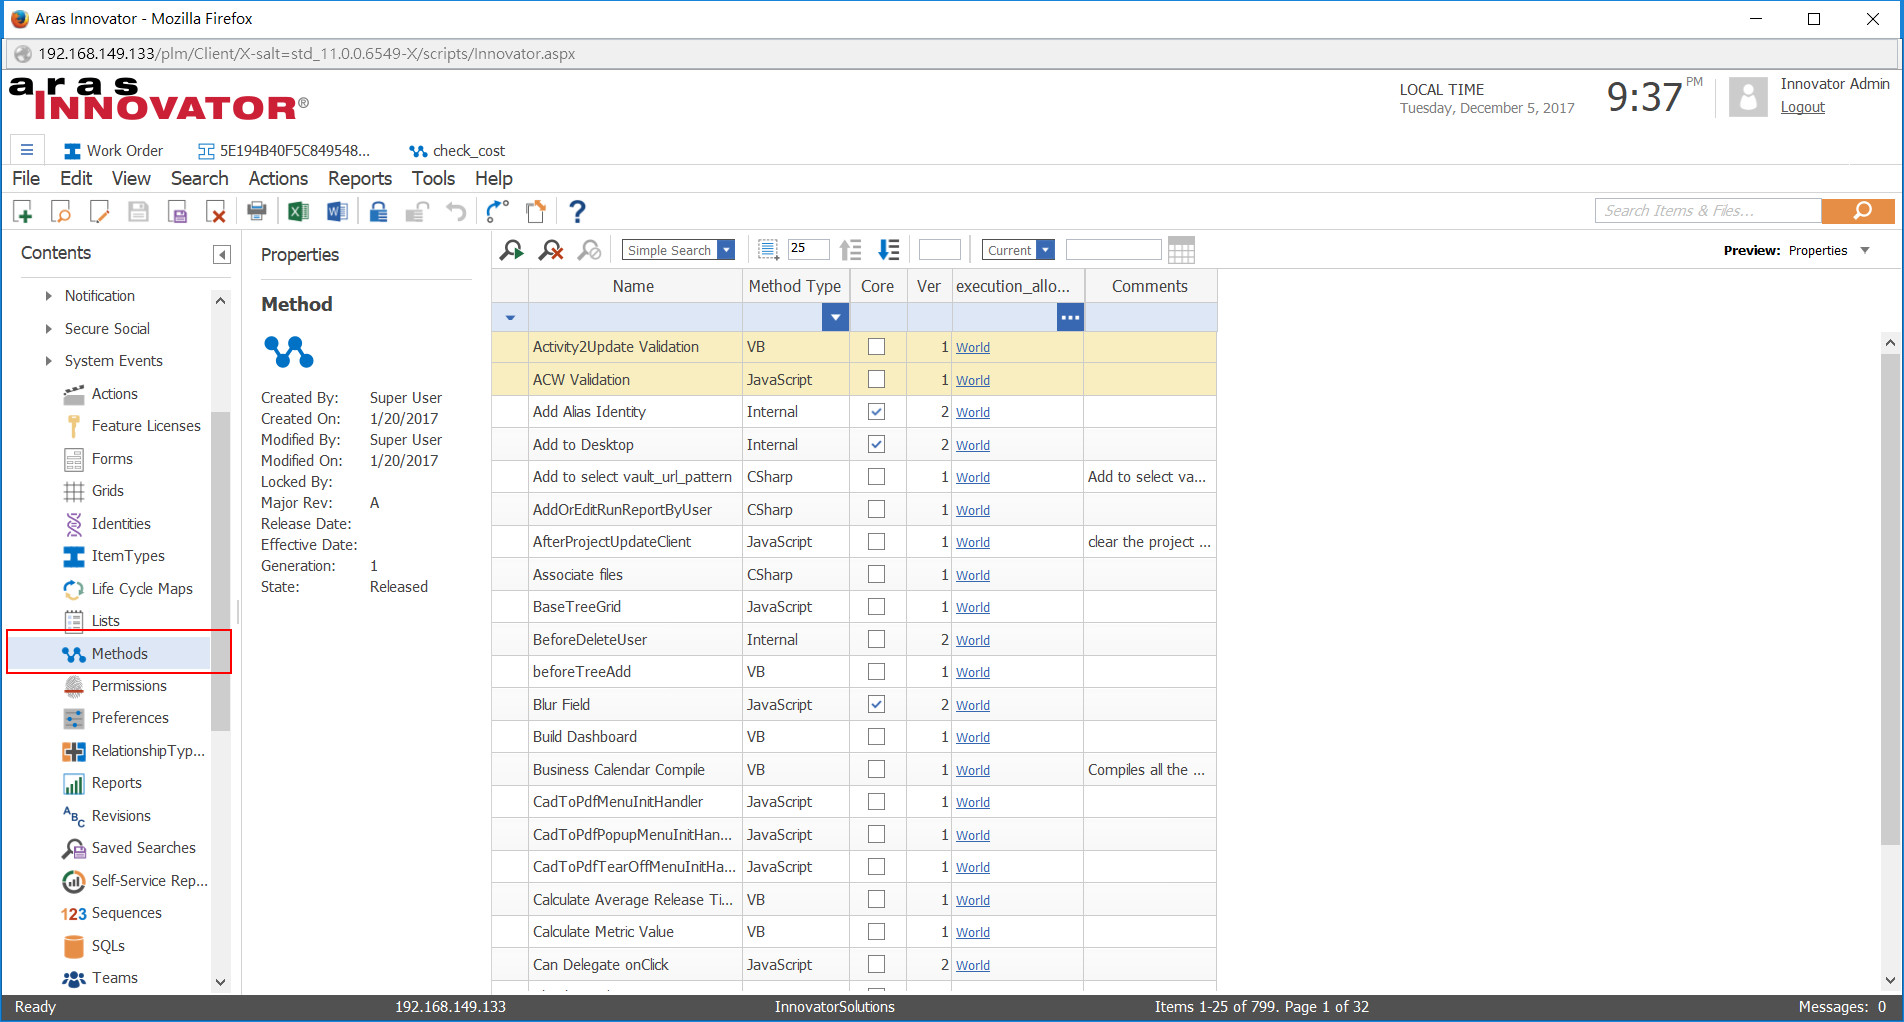 Aras Innovator - Mozilla Firefox
192.168.149.133/plm/Client/X-salt=std_11.0.0.6549-X/scripts/Innovator.aspx
aras
INNOVATOR®
LOCAL TIME
Tuesday, December 5, 2017
9:37 PM
Innovator Admin
Logout
Work Order 5E194B40F5C849548... check_cost
File Edit View Search Actions Reports Tools Help
Search Items & Files...
Contents
Notification
Secure Social
System Events
Actions
Feature Licenses
Forms
Grids
Identities
ItemTypes
Life Cycle Maps
Lists
Methods
Permissions
Preferences
RelationshipTyp...
Reports
Revisions
Saved Searches
Self-Service Rep...
123 Sequences
SQLs
Teams
Properties
Method
Created By: Super User
Created On: 1/20/2017
Modified By: Super User
Modified On: 1/20/2017
Locked By:
Major Rev: A
Release Date:
Effective Date:
Generation: 1
State: Released
Simple Search 25 Current Preview: Properties
Name Method Type Core Ver execution_allo... Comments
Activity2Update Validation VB 1 World
ACW Validation JavaScript 1 World
Add Alias Identity Internal 2 World
Add to Desktop Internal 2 World
Add to select vault_url_pattern CSharp 1 World Add to select va...
AddOrEditRunReportByUser CSharp 1 World
AfterProjectUpdateClient JavaScript 1 World clear the project ...
Associate files CSharp 1 World
BaseTreeGrid JavaScript 1 World
BeforeDeleteUser Internal 2 World
beforeTreeAdd VB 1 World
Blur Field JavaScript 2 World
Build Dashboard VB 1 World
Business Calendar Compile VB 1 World Compiles all the ...
CadToPdfMenuInitHandler JavaScript 1 World
CadToPdfPopupMenuInitHan... JavaScript 1 World
CadToPdfTearOffMenuInitHa... JavaScript 1 World
Calculate Average Release Ti... VB 1 World
Calculate Metric Value VB 1 World
Can Delegate onClick JavaScript 2 World
Ready 192.168.149.133 InnovatorSolutions Items 1-25 of 799. Page 1 of 32 Messages: 0